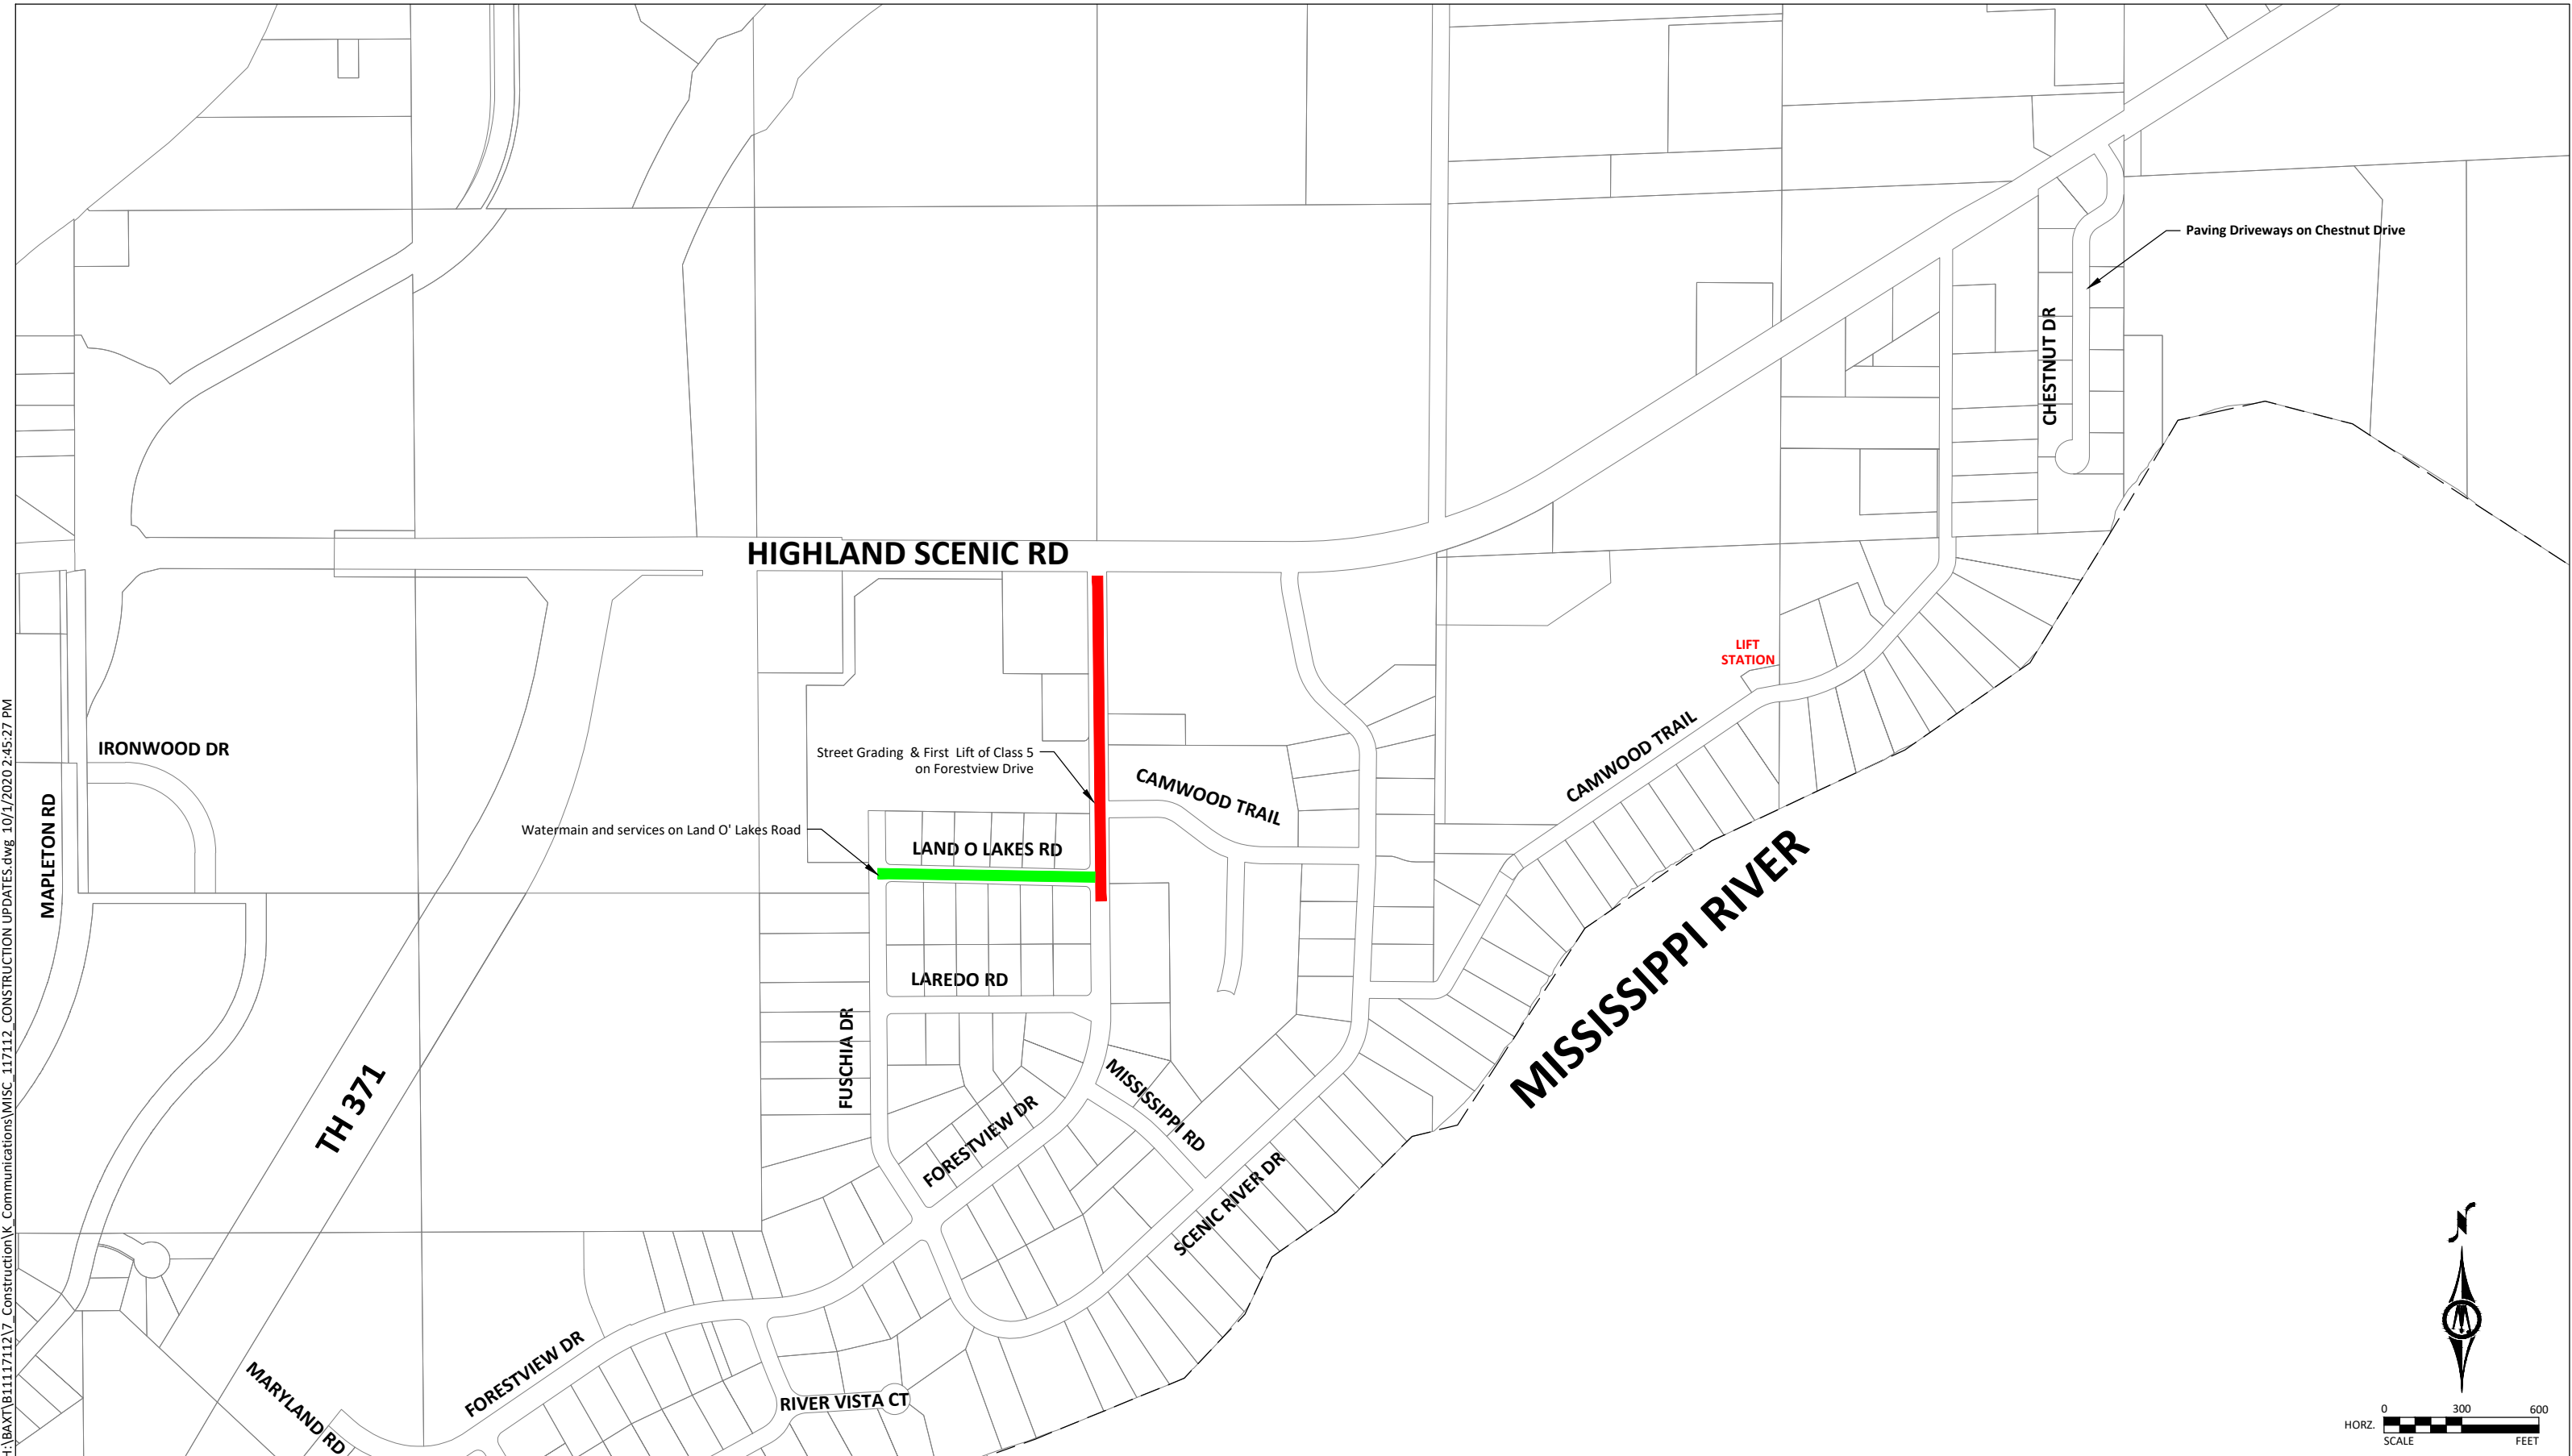 Paving Driveways on Chestnut Drive
CHESTNUT DR
HIGHLAND SCENIC RD
LIFT
STATION
CAMWOOD TRAIL
IRONWOOD DR
MAPLETON RD
Street Grading & First Lift of Class 5
on Forestview Drive
CAMWOOD TRAIL
Watermain and services on Land O' Lakes Road
LAND O LAKES RD
MISSISSIPPI RIVER
LAREDO RD
FUSCHIA DR
TH 371
MISSISSIPPI RD
FORESTVIEW DR
SCENIC RIVER DR
FORESTVIEW DR
MARYLAND RD
RIVER VISTA CT
N
0 300 600
HORZ.
SCALE FEET
H:\BAXT\B11117112\7_Construction\K_Communications\MISC_117112_CONSTRUCTION UPDATES.dwg 10/1/2020 2:45:27 PM